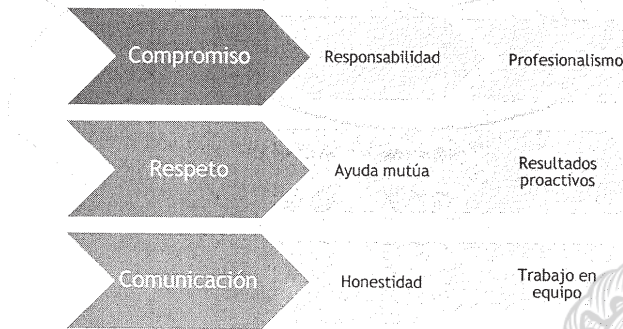 Compromiso
Responsabilidad
Profesionalismo
Respeto
Ayuda mutúa
Resultados
proactivos
Comunicación
Honestidad
Trabajo en
equipo